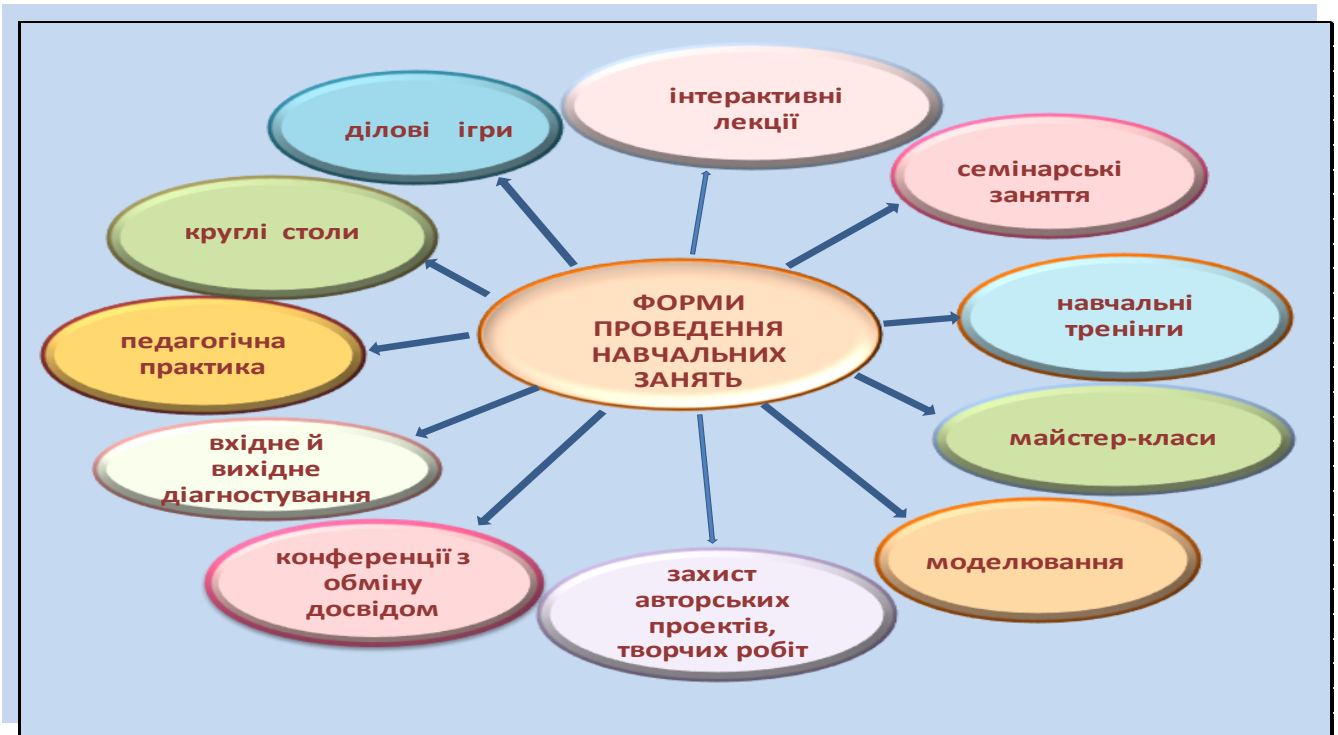 інтерактивні
лекції
ділові ігри
семінарські
заняття
круглі столи
ФОРМИ
ПРОВЕДЕННЯ
НАВЧАЛЬНИХ
ЗАНЯТЬ
навчальні
тренінги
педагогічна
практика
майстер-класи
вхідне й
вихідне
діагностування
моделювання
конференції з
обміну
досвідом
захист
авторських
проектів,
творчих робіт